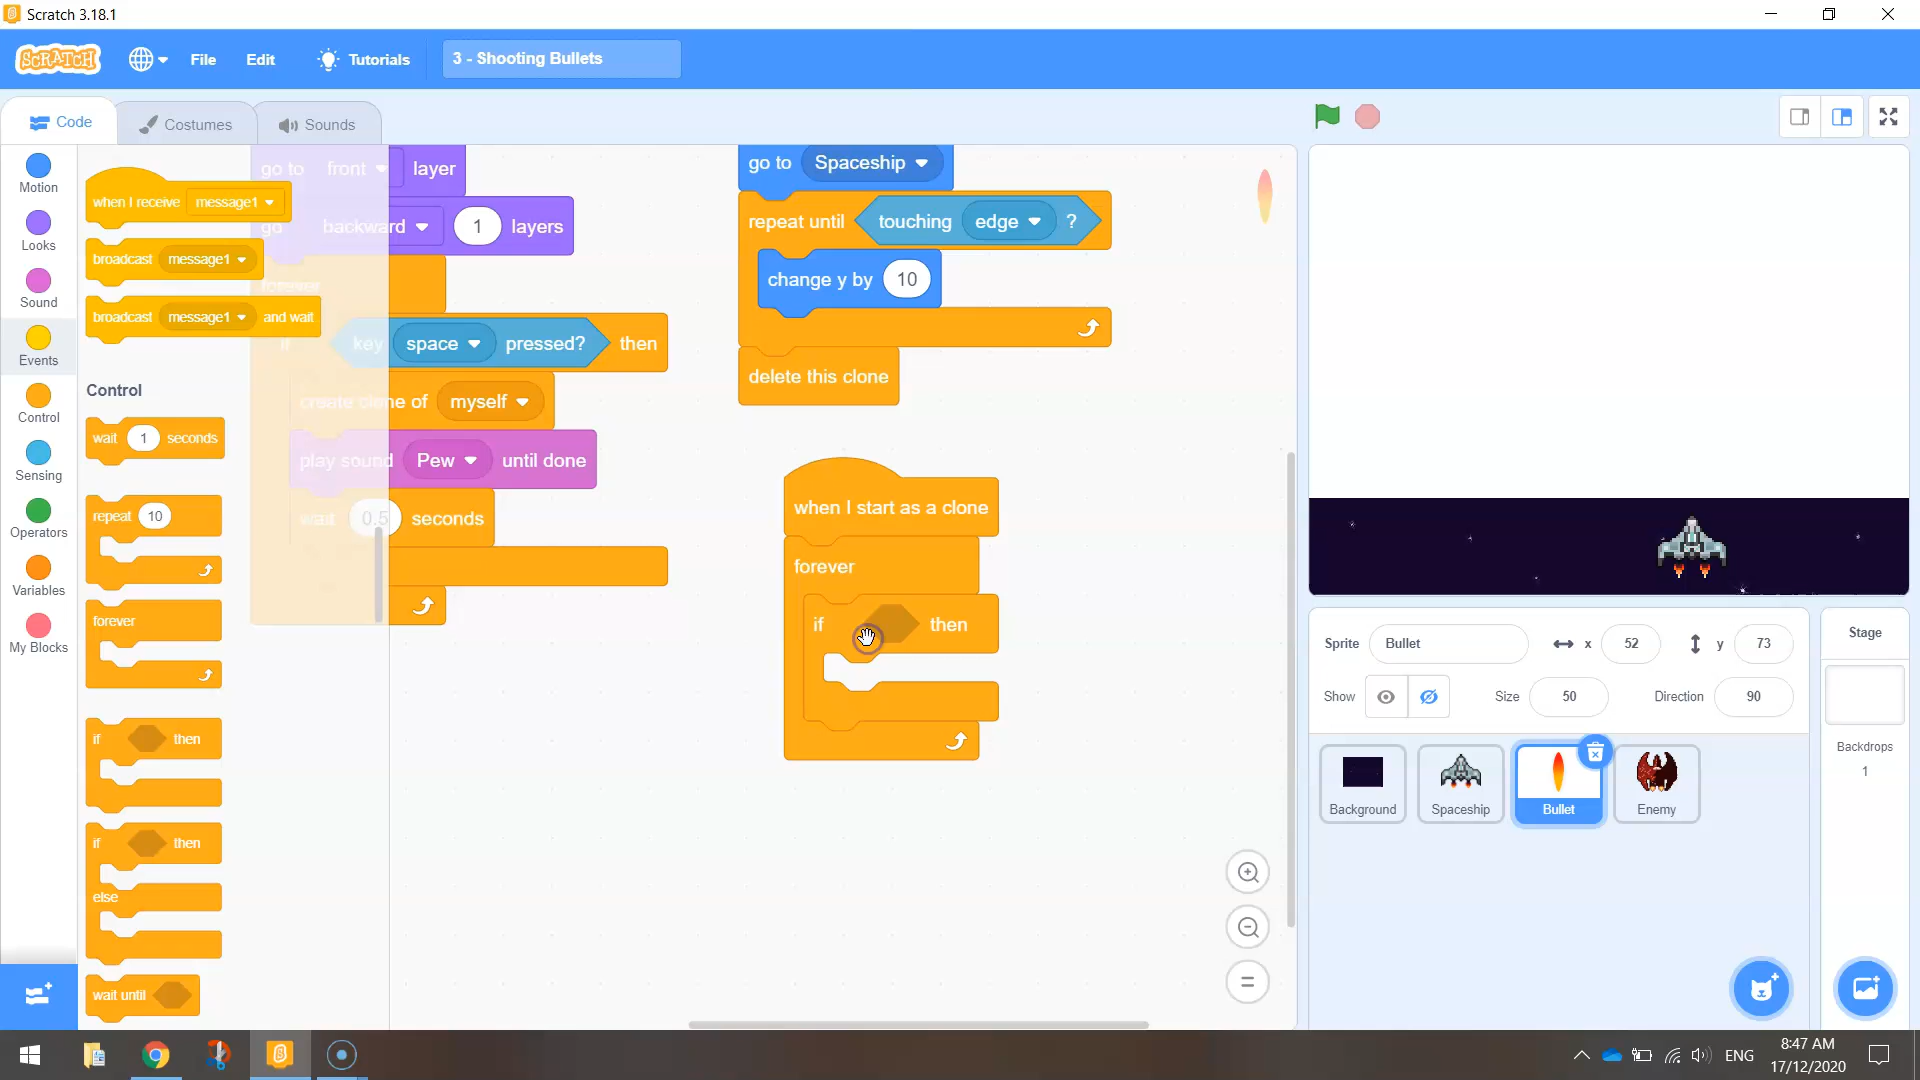 Scratch 3.18.1
SCRATCH
File
Edit
Tutorials
3 - Shooting Bullets
Code
Costumes
Sounds
Motion
Looks
Sound
Events
Control
Sensing
Operators
Variables
My Blocks
when I receive message1
broadcast message1
broadcast message1 and wait
Control
wait 1 seconds
repeat 10
forever
if then
if then
else
wait until
go to front layer
go backward 1 layers
forever
if key space pressed? then
create clone of myself
play sound Pew until done
wait 0.5 seconds
go to Spaceship
repeat until touching edge ?
change y by 10
delete this clone
when I start as a clone
forever
if then
Sprite Bullet x 52 y 73
Show Size 50 Direction 90
Background
Spaceship
Bullet
Enemy
Stage
Backdrops
1
ENG
8:47 AM
17/12/2020